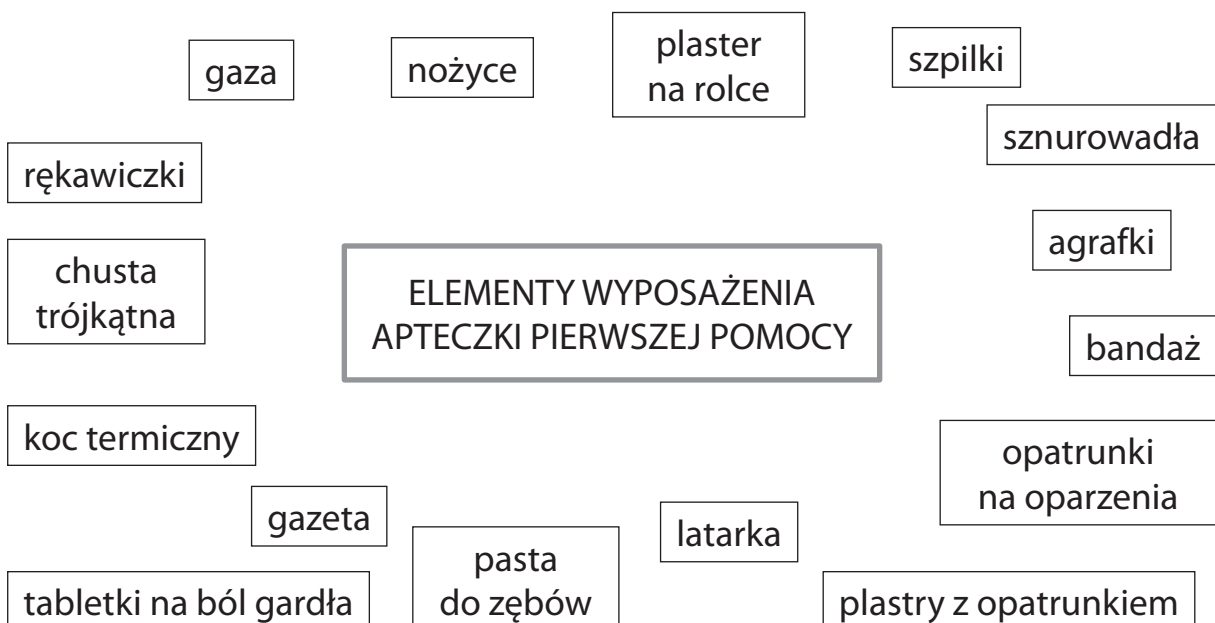 gaza
nożyce
plaster
na rolce
szpilki
sznurowadła
rękawiczki
agrafki
chusta
trójkątna
ELEMENTY WYPOSAŻENIA
APTECZKI PIERWSZEJ POMOCY
bandaż
koc termiczny
opatrunki
na oparzenia
gazeta
latarka
pasta
do zębów
tabletki na ból gardła
plastry z opatrunkiem